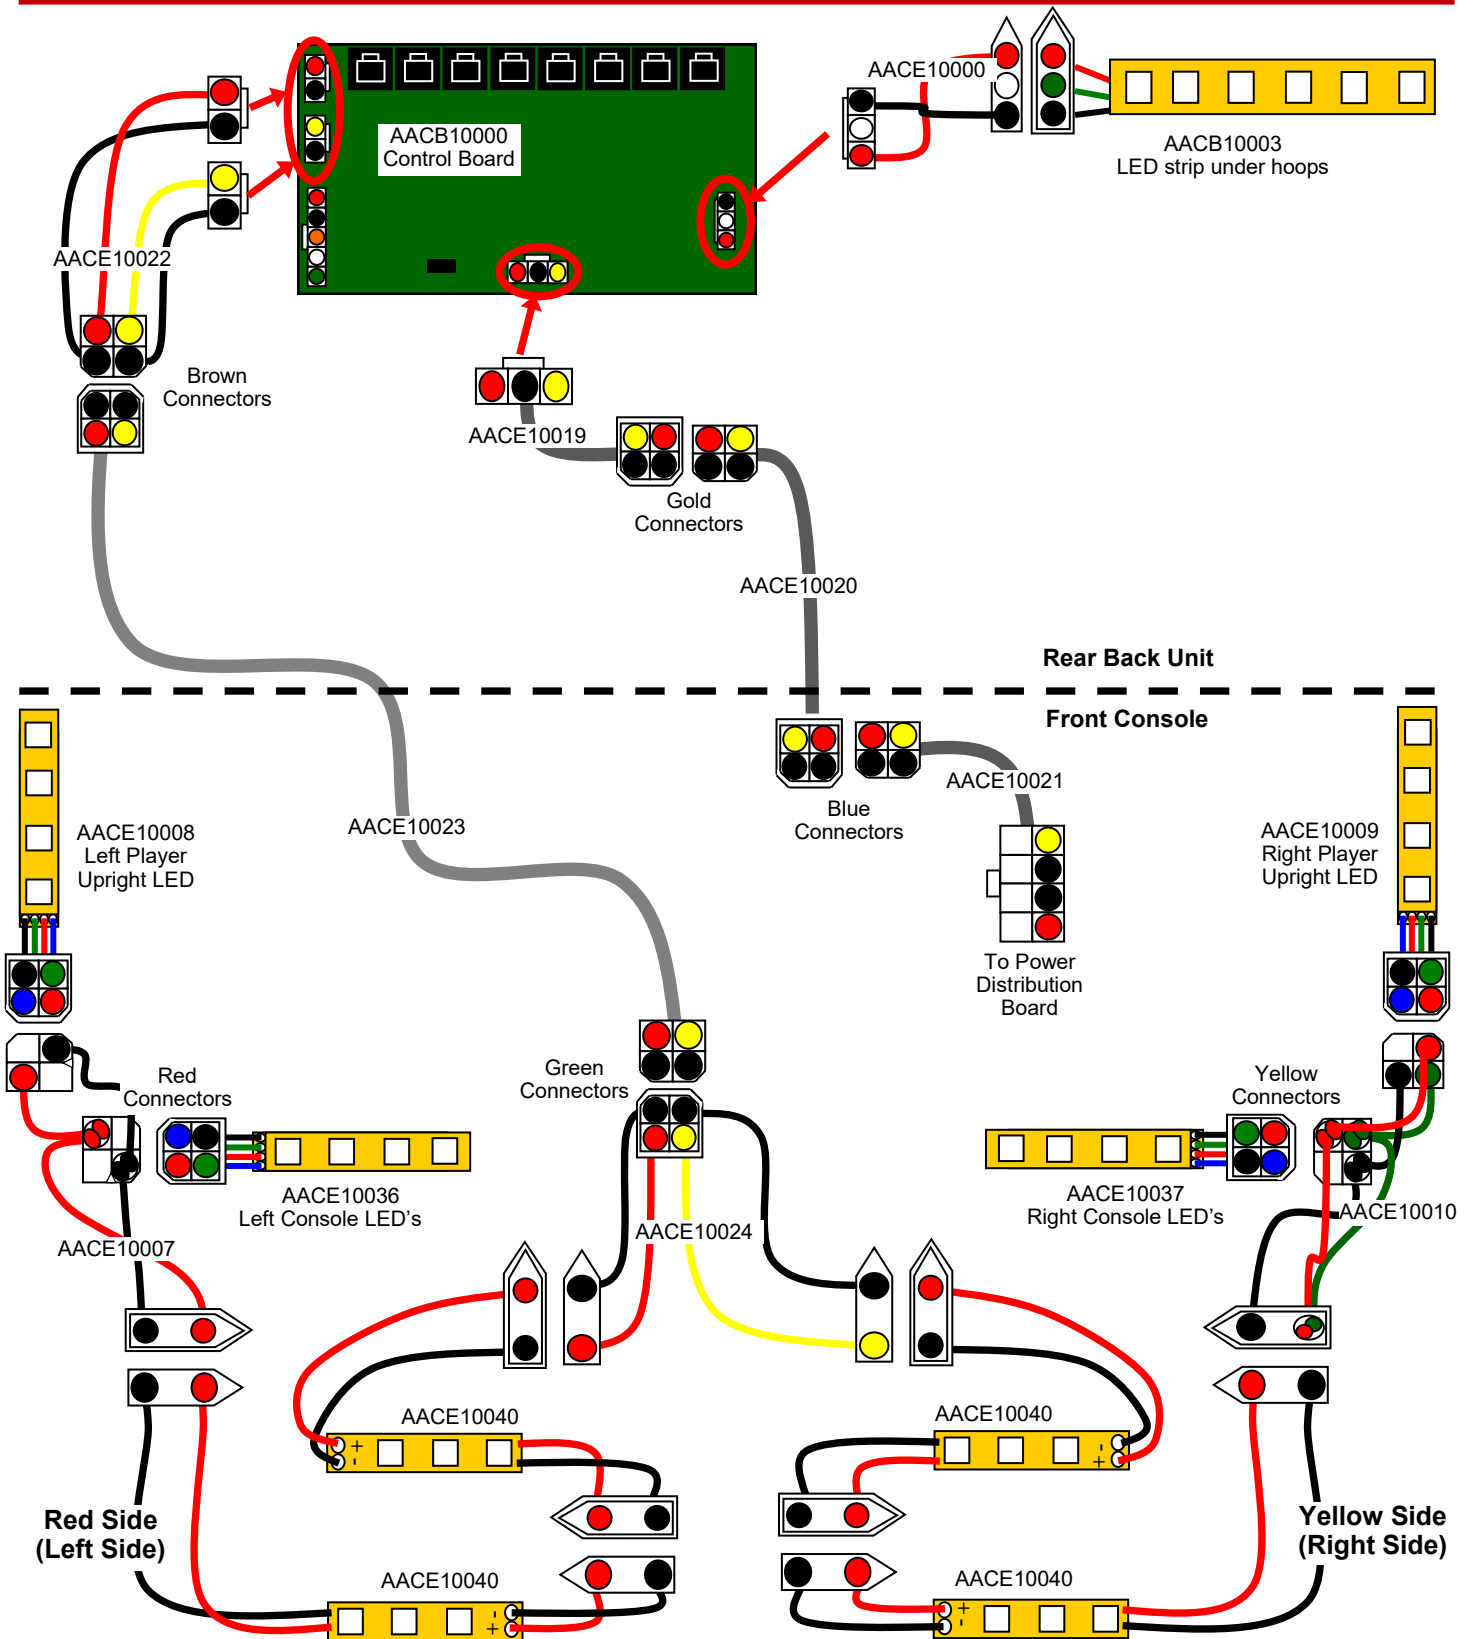 AACE10000
AACB10000
Control Board
AACB10003
LED strip under hoops
AACE10022
Brown
Connectors
AACE10019
Gold
Connectors
AACE10020
Rear Back Unit
Front Console
AACE10021
Blue
Connectors
AACE10023
AACE10008
Left Player
Upright LED
AACE10009
Right Player
Upright LED
To Power
Distribution
Board
Red
Connectors
Green
Connectors
Yellow
Connectors
AACE10036
Left Console LED’s
AACE10037
Right Console LED’s
AACE10007
AACE10024
AACE10010
AACE10040
+
-
AACE10040
-
+
Red Side
(Left Side)
Yellow Side
(Right Side)
AACE10040
-
+
AACE10040
+
-